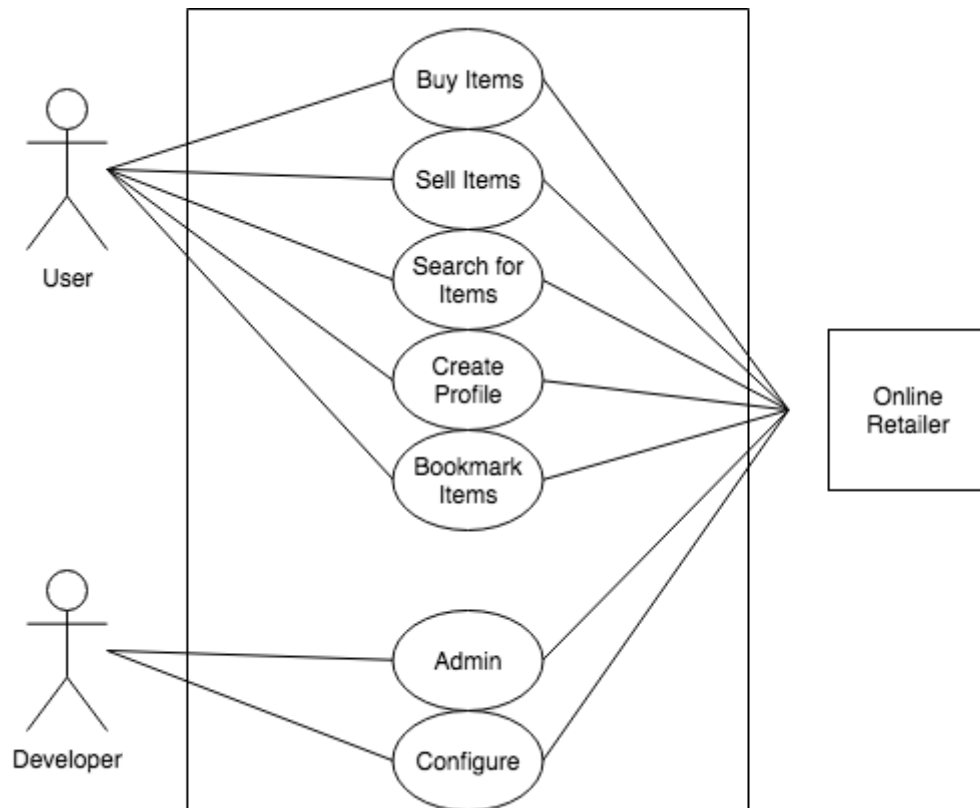 Buy Items
Sell Items
User
Search for
Items
Create
Profile
Online
Retailer
Bookmark
Items
Developer
Admin
Configure